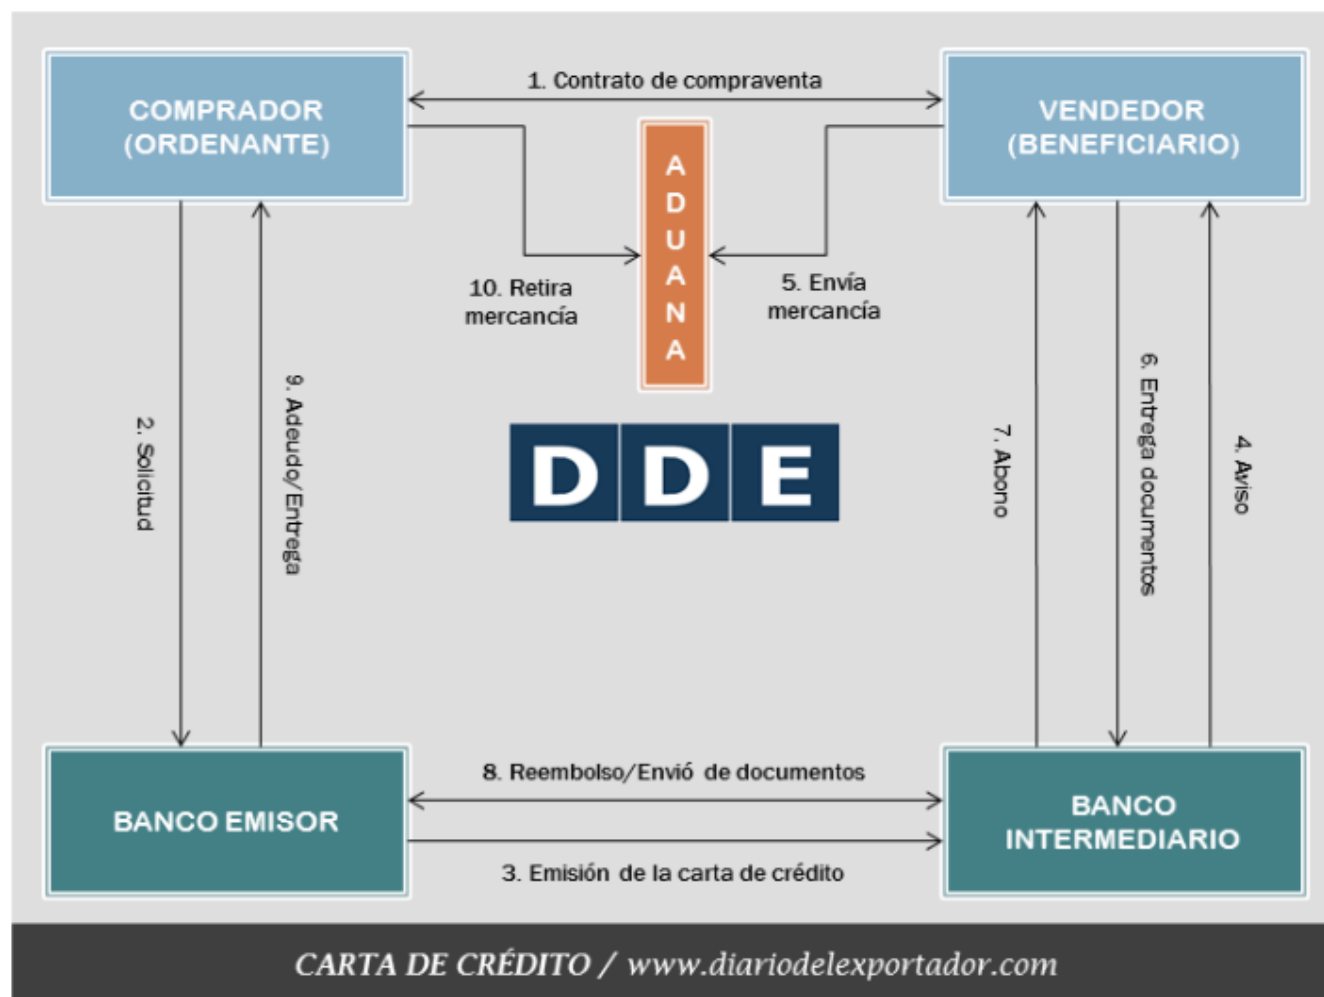 1. Contrato de compraventa
COMPRADOR
(ORDENANTE)
VENDEDOR
(BENEFICIARIO)
ADUANA
10. Retira
mercancía
5. Envía
mercancía
2. Solicitud
9. Adeudo/Entrega
DDE
7. Abono
6. Entrega documentos
4. Aviso
8. Reembolso/Envió de documentos
BANCO EMISOR
BANCO
INTERMEDIARIO
3. Emisión de la carta de crédito
CARTA DE CRÉDITO / www.diariodelexportador.com